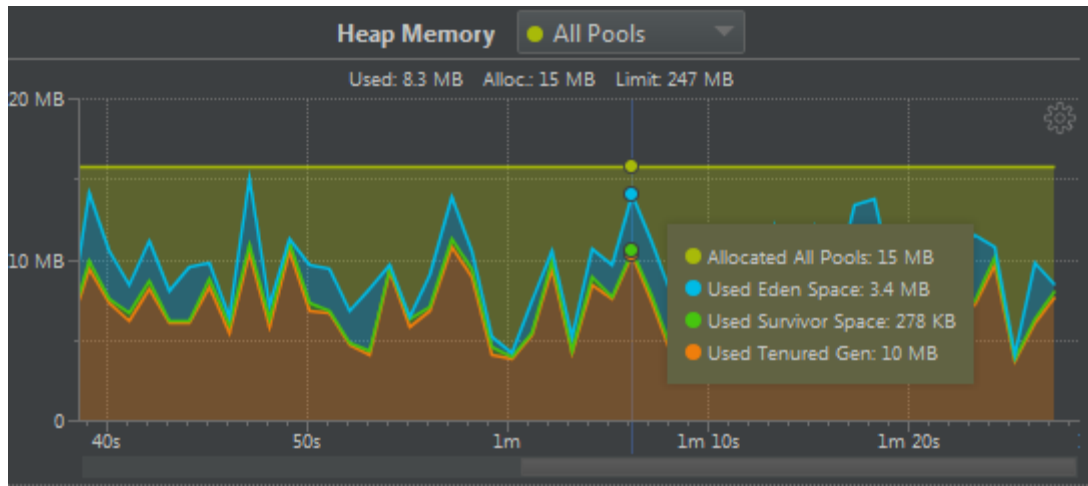 Heap Memory All Pools
Used: 8.3 MB Alloc.: 15 MB Limit: 247 MB
20 MB
10 MB
Allocated All Pools: 15 MB
Used Eden Space: 3.4 MB
Used Survivor Space: 278 KB
Used Tenured Gen: 10 MB
0
40s 50s 1m 1m 10s 1m 20s